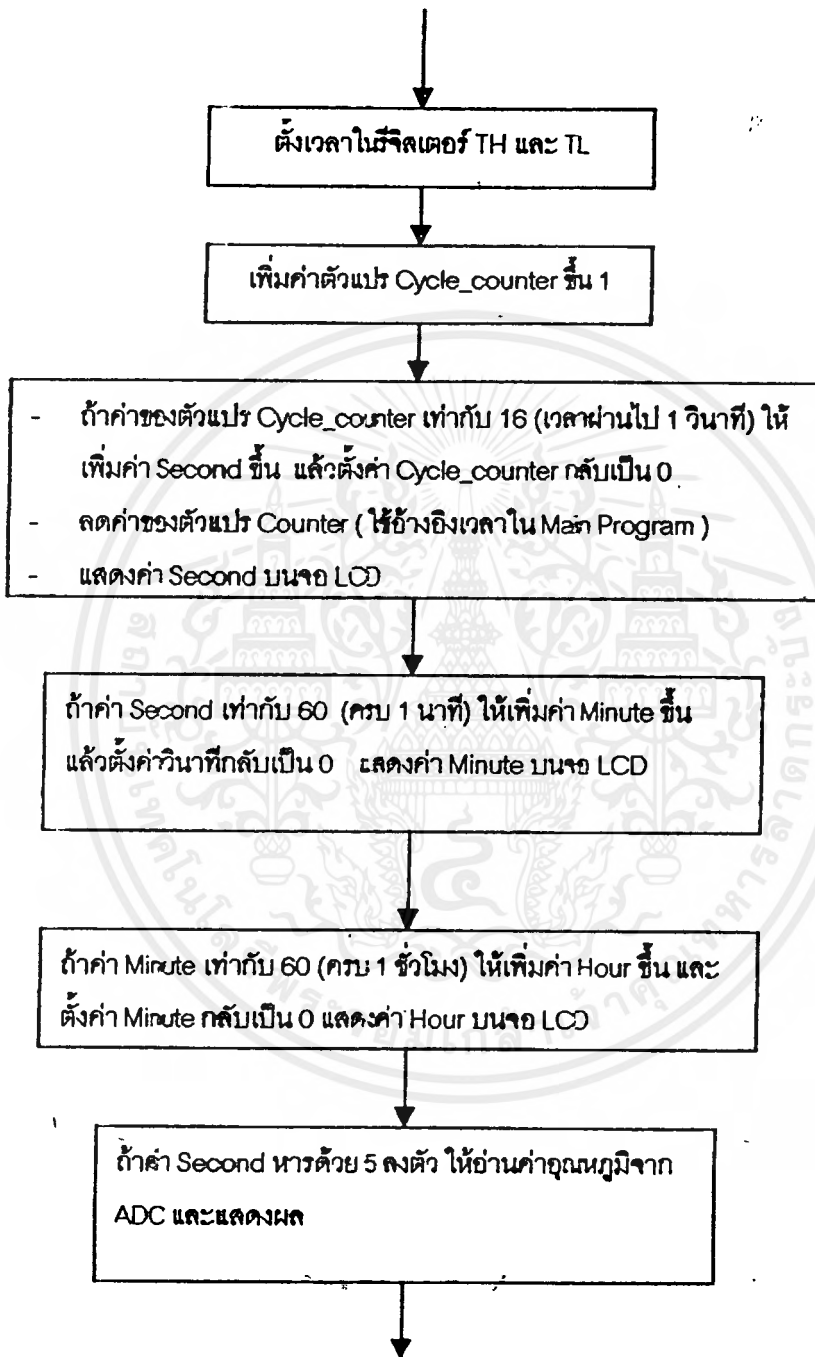 ตั้งเวลาในรีจิสเตอร์ TH และ TL
เพิ่มค่าตัวแปร Cycle_counter ขึ้น 1
- ถ้าค่าของตัวแปร Cycle_counter เท่ากับ 16 (เวลาผ่านไป 1 วินาที) ให้
เพิ่มค่า Second ขึ้น แล้วตั้งค่า Cycle_counter กลับเป็น 0
- ลดค่าของตัวแปร Counter ( ใช้อ้างอิงเวลาใน Main Program )
- แสดงค่า Second บนจอ LCD
ถ้าค่า Second เท่ากับ 60 (ครบ 1 นาที) ให้เพิ่มค่า Minute ขึ้น
แล้วตั้งค่าวินาทีกลับเป็น 0 แสดงค่า Minute บนจอ LCD
ถ้าค่า Minute เท่ากับ 60 (ครบ 1 ชั่วโมง) ให้เพิ่มค่า Hour ขึ้น และ
ตั้งค่า Minute กลับเป็น 0 แสดงค่า Hour บนจอ LCD
ถ้าค่า Second หารด้วย 5 ลงตัว ให้อ่านค่าอุณหภูมิจาก
ADC และแสดงผล